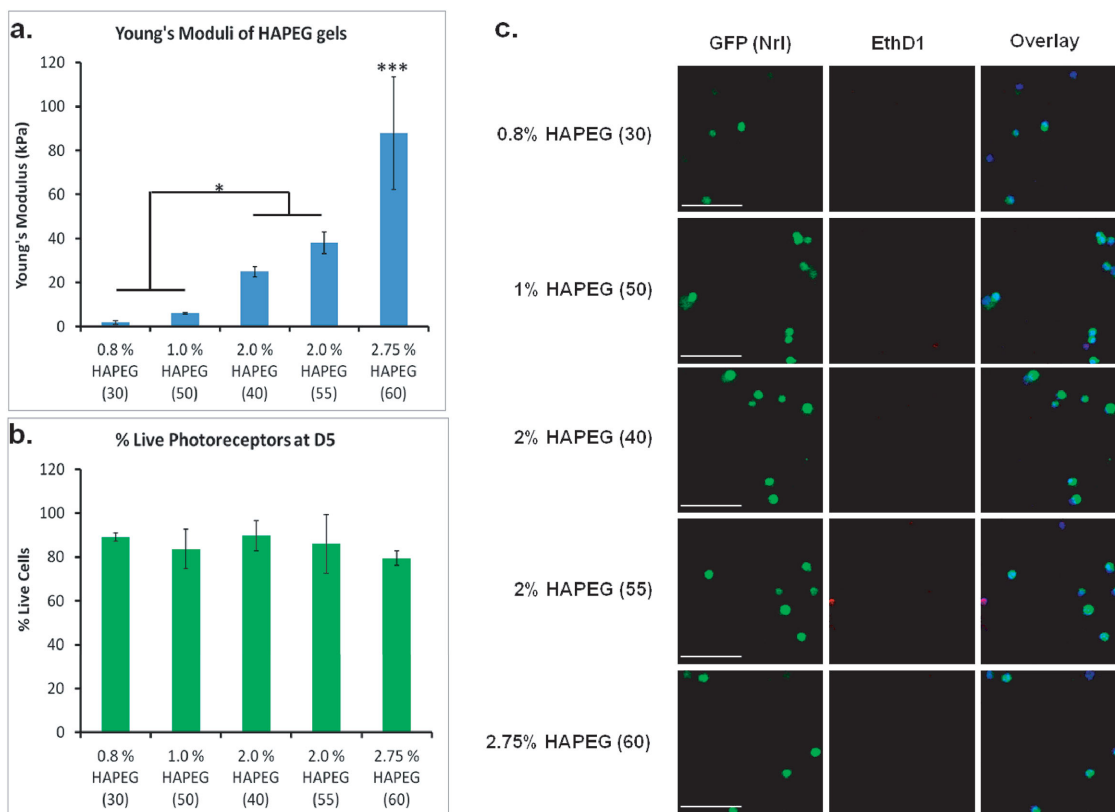 a.
Young's Moduli of HAPEG gels
Young's Modulus (kPa)
120
100
80
60
40
20
0
*
***
0.8 % 1.0 % 2.0 % 2.0 % 2.75 %
HAPEG HAPEG HAPEG HAPEG HAPEG
(30) (50) (40) (55) (60)
b.
% Live Photoreceptors at D5
% Live Cells
120
100
80
60
40
20
0
0.8 % 1.0 % 2.0 % 2.0 % 2.75 %
HAPEG HAPEG HAPEG HAPEG HAPEG
(30) (50) (40) (55) (60)
c.
GFP (Nrl) EthD1 Overlay
0.8% HAPEG (30)
1% HAPEG (50)
2% HAPEG (40)
2% HAPEG (55)
2.75% HAPEG (60)